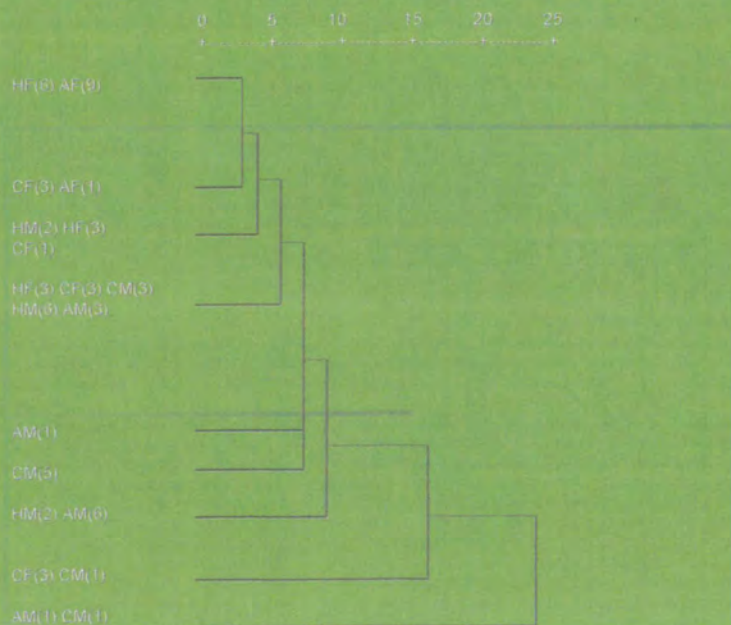 0 5 10 15 20 25
HF(6) AF(9)
CF(3) AF(1)
HM(2) HF(3)
CF(1)
HF(3) CF(3) CM(3)
HM(6) AM(3)
AM(1)
CM(5)
HM(2) AM(6)
CF(3) CM(1)
AM(1) CM(1)